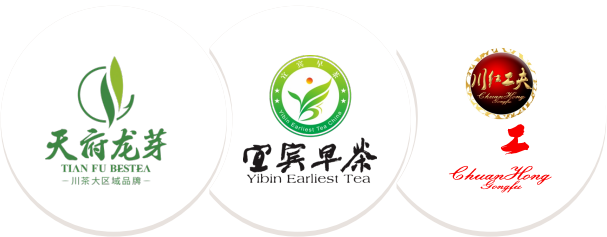 天府龙芽
TIAN FU BESTEA
川茶大区域品牌
宜宾早茶
Yibin Earliest Tea China
宜宾早茶
Yibin Earliest Tea
川红工夫
ChuanHong
Gongfu
工
ChuanHong
Gongfu